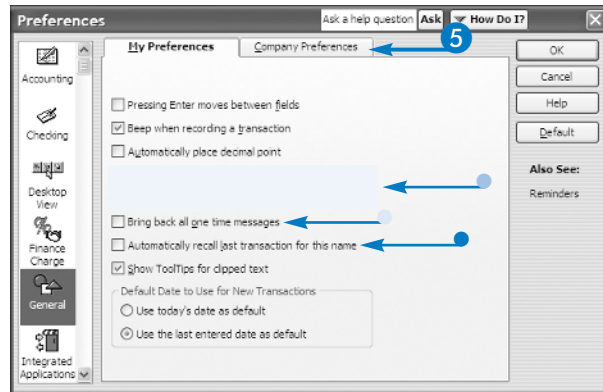 Preferences
Ask a help question Ask How Do I?
5
My Preferences Company Preferences
OK
Cancel
Help
Default
Also See:
Reminders
Accounting
Checking
Desktop
View
Finance
Charge
General
Integrated
Applications
Pressing Enter moves between fields
Beep when recording a transaction
Automatically place decimal point
Bring back all one time messages
Automatically recall last transaction for this name
Show ToolTips for clipped text
Default Date to Use for New Transactions
Use today's date as default
Use the last entered date as default